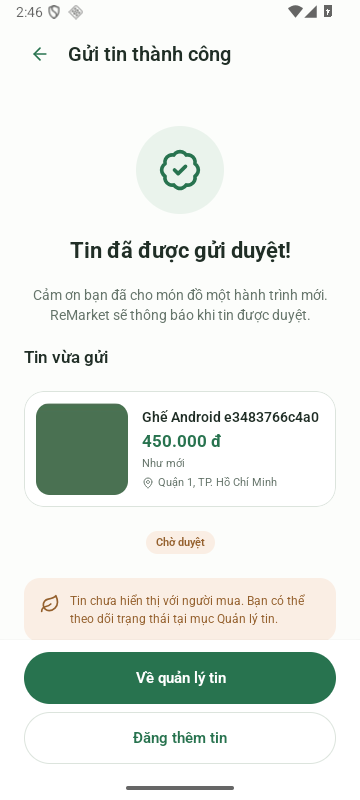 2:46
Gửi tin thành công
Tin đã được gửi duyệt!
Cảm ơn bạn đã cho món đồ một hành trình mới.
ReMarket sẽ thông báo khi tin được duyệt.
Tin vừa gửi
Ghế Android e3483766c4a0
450.000 đ
Như mới
Quận 1, TP. Hồ Chí Minh
Chờ duyệt
Tin chưa hiển thị với người mua. Bạn có thể
theo dõi trạng thái tại mục Quản lý tin.
Về quản lý tin
Đăng thêm tin